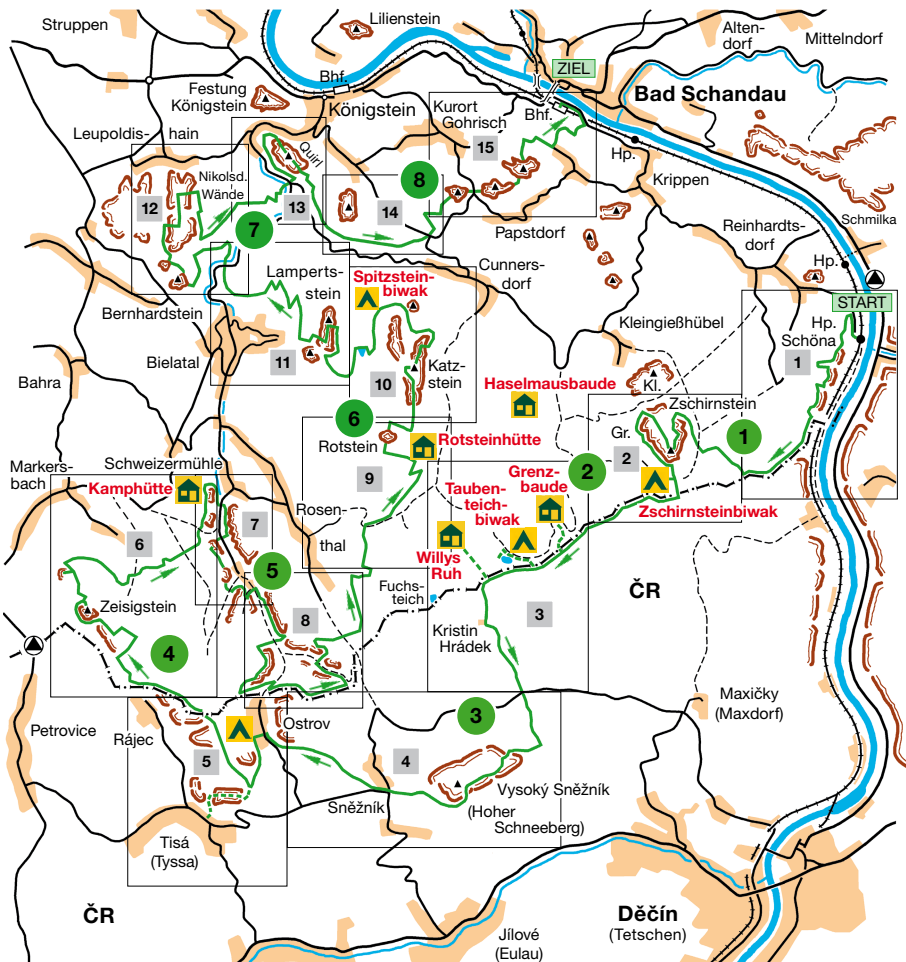 Struppen
Lilienstein
Alten-
dorf
Mittelndorf
ZIEL
Bad Schandau
Festung
Königstein
Bhf.
Königstein
Kurort
Gohrisch
Bhf.
Leupoldis-
hain
Quirl
15
Hp.
Krippen
Nikolsd.
Wände
12
13
8
14
7
Papstdorf
Reinhardts-
dorf
Schmilka
Hp.
Lamperts-
stein
Spitzstein-
biwak
Cunners-
dorf
START
Bernhardstein
Kleingießhübel
Hp.
Schöna
1
Bielatal
11
10
Katz-
stein
Bahra
Haselmausbaude
Kl.
Zschirnstein
6
Rotstein
Rotsteinhütte
Gr.
1
2
2
Markers-
bach
Schweizermühle
Kamphütte
9
Grenz-
baude
Tauben-
teich-
biwak
Zschirnsteinbiwak
7
Rosen-
thal
6
Willys
Ruh
5
Fuchs-
teich
ČR
Zeisigstein
8
3
4
Kristin
Hrádek
Petrovice
Rájec
Ostrov
3
Maxičky
(Maxdorf)
5
4
Vysoký Sněžník
(Hoher
Schneeberg)
Sněžník
Tisá
(Tyssa)
ČR
Jílové
(Eulau)
Děčín
(Tetschen)